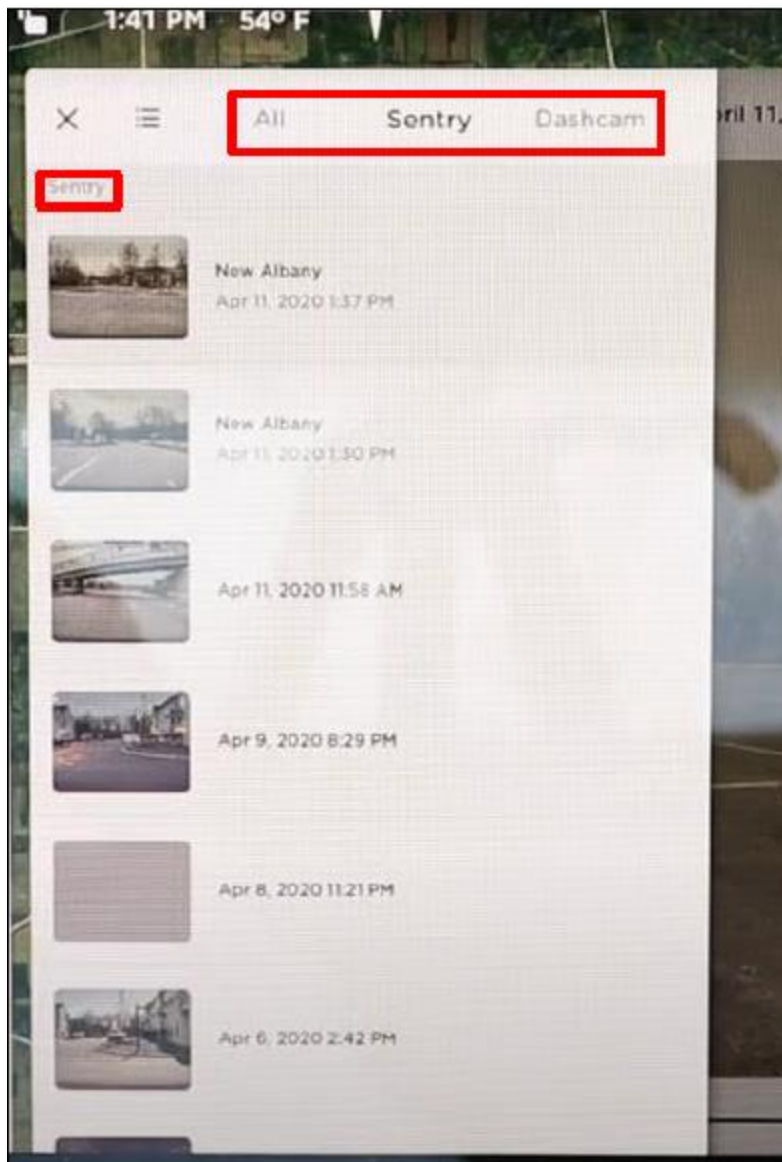 1:41 PM 54° F
All Sentry Dashcam
pril 11,
Sentry
New Albany
Apr 11, 2020 1:37 PM
New Albany
Apr 11, 2020 1:30 PM
Apr 11, 2020 11:58 AM
Apr 9, 2020 8:29 PM
Apr 8, 2020 11:21 PM
Apr 6, 2020 2:42 PM